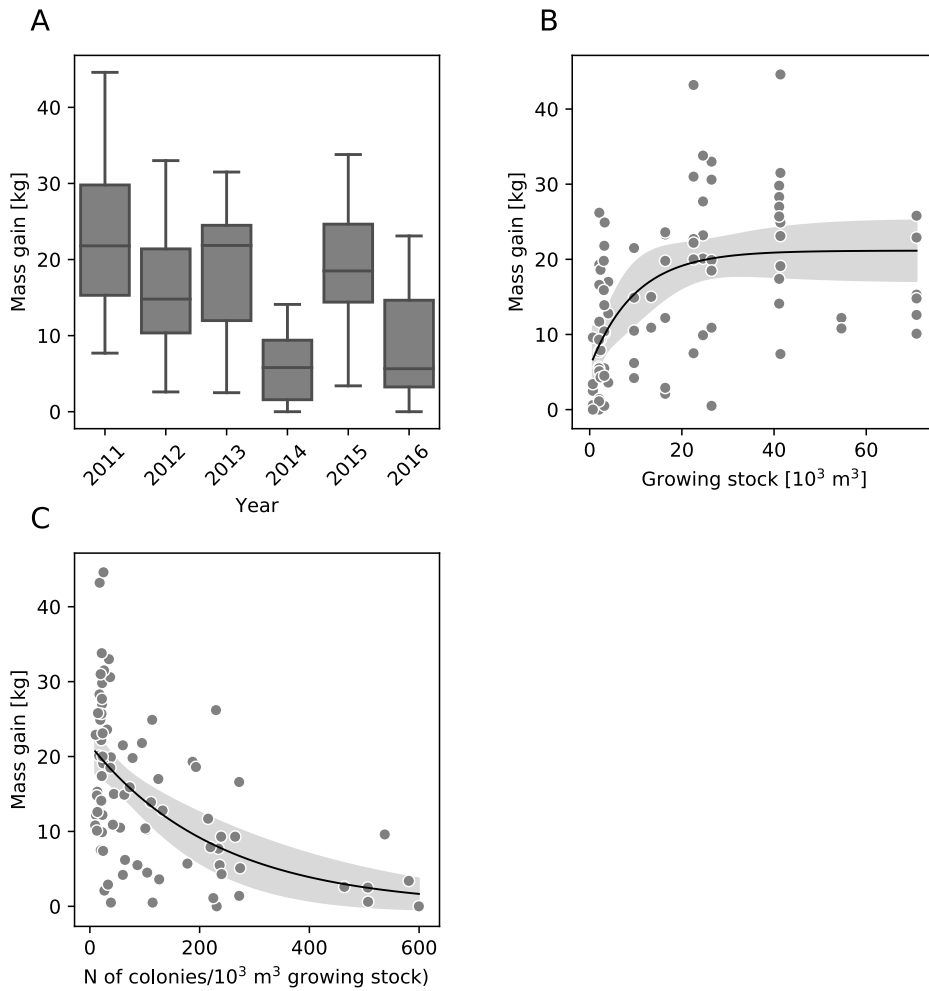 A
Mass gain [kg]
40
30
20
10
0
2011 2012 2013 2014 2015 2016
Year
B
Mass gain [kg]
40
30
20
10
0
0 20 40 60
Growing stock [10³ m³]
C
Mass gain [kg]
40
30
20
10
0
0 200 400 600
N of colonies/10³ m³ growing stock)